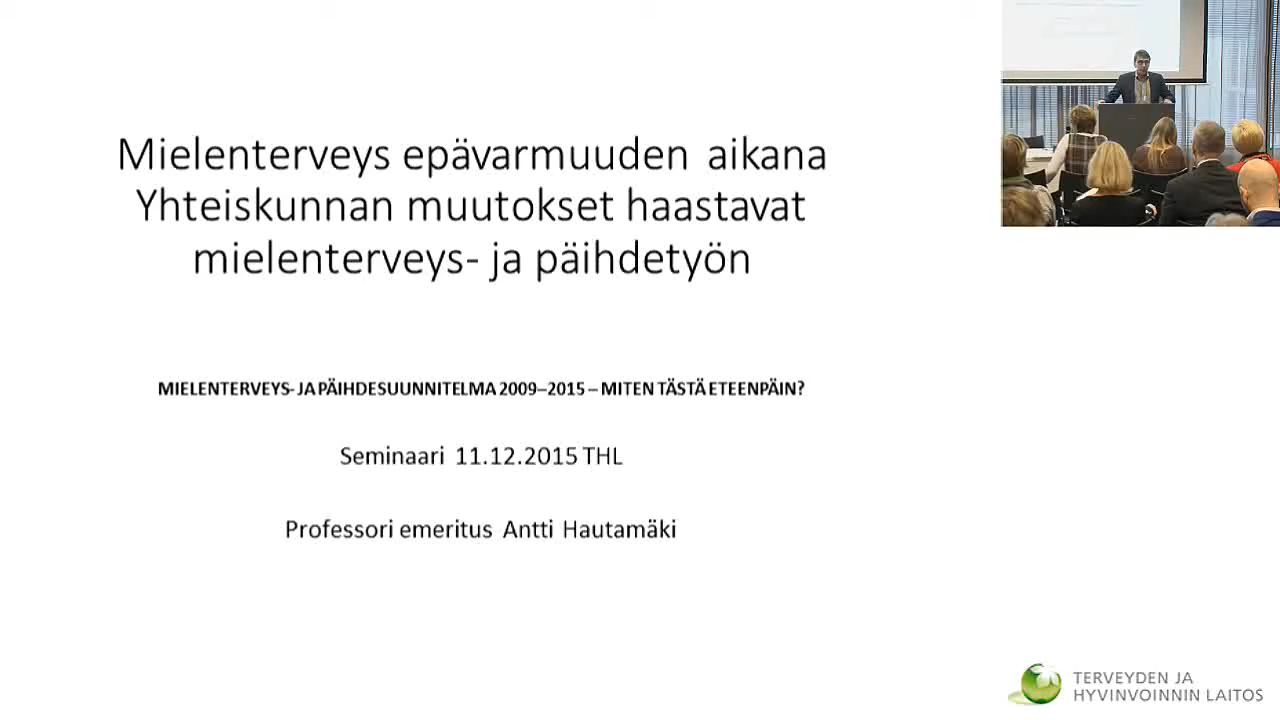 Mielenterveys epävarmuuden aikana
Yhteiskunnan muutokset haastavat
mielenterveys- ja päihdetyön
MIELENTERVEYS- JA PÄIHDESUUNNITELMA 2009–2015 – MITEN TÄSTÄ ETEENPÄIN?
Seminaari 11.12.2015 THL
Professori emeritus Antti Hautamäki
TERVEYDEN JA
HYVINVOINNIN LAITOS